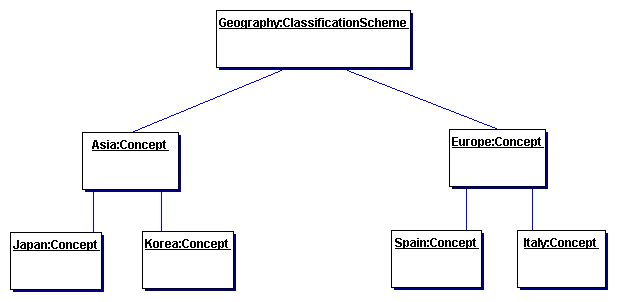 Geography:ClassificationScheme
Asia:Concept
Europe:Concept
Japan:Concept
Korea:Concept
Spain:Concept
Italy:Concept